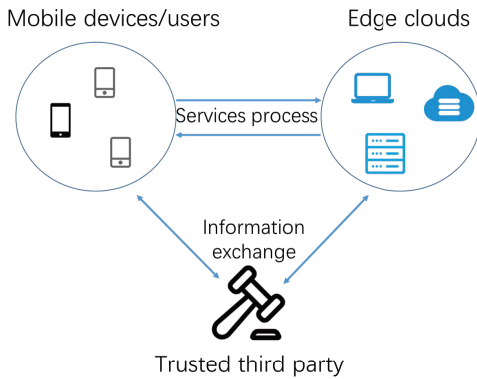 Mobile devices/users
Edge clouds
Services process
Information
exchange
Trusted third party